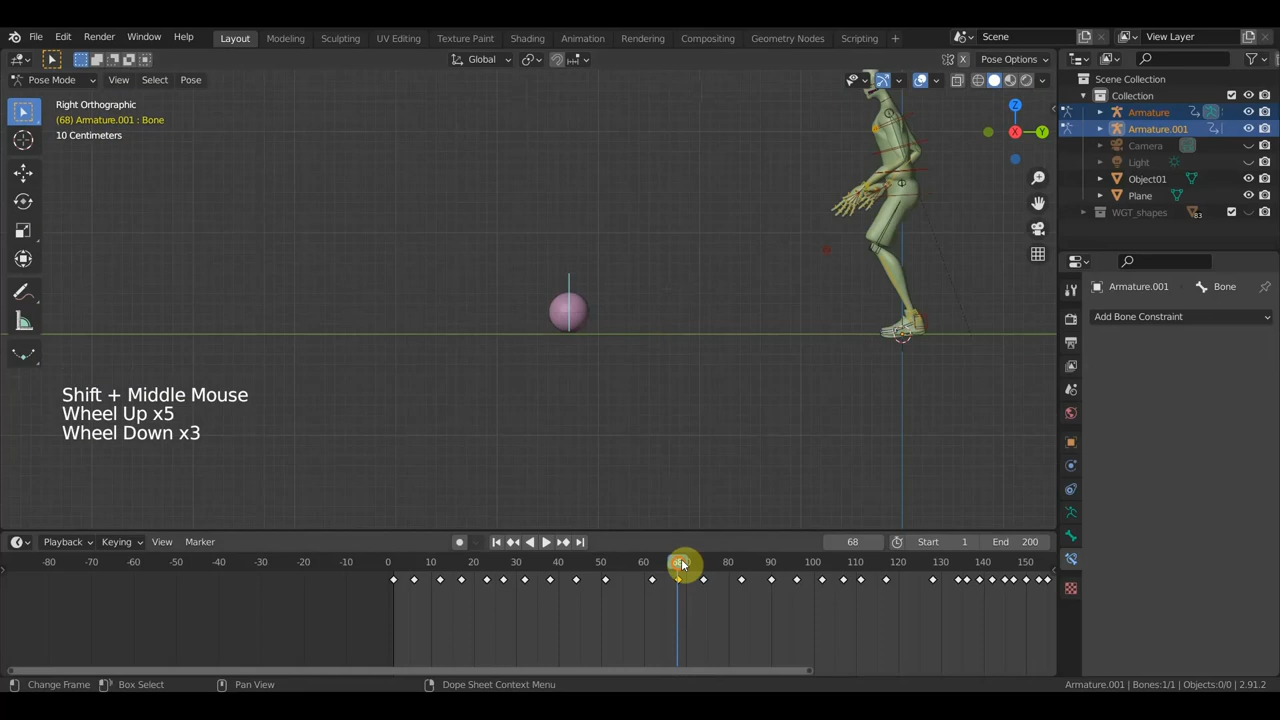 File Edit Render Window Help Layout Modeling Sculpting UV Editing Texture Paint Shading Animation Rendering Compositing Geometry Nodes Scripting + Scene View Layer
Global Pose Options
Pose Mode View Select Pose
Scene Collection
Collection
Armature
Armature.001
Camera
Light
Object01
Plane
WGT_shapes 83
Right Orthographic
(68) Armature.001 : Bone
10 Centimeters
Z
X
Y
Armature.001 Bone
Add Bone Constraint
Shift + Middle Mouse
Wheel Up x5
Wheel Down x3
Playback Keying View Marker 68 Start 1 End 200
-80 -70 -60 -50 -40 -30 -20 -10 0 10 20 30 40 50 60 80 90 100 110 120 130 140 150
Change Frame Box Select Pan View Dope Sheet Context Menu Armature.001 | Bones:1/1 | Objects:0/0 | 2.91.2